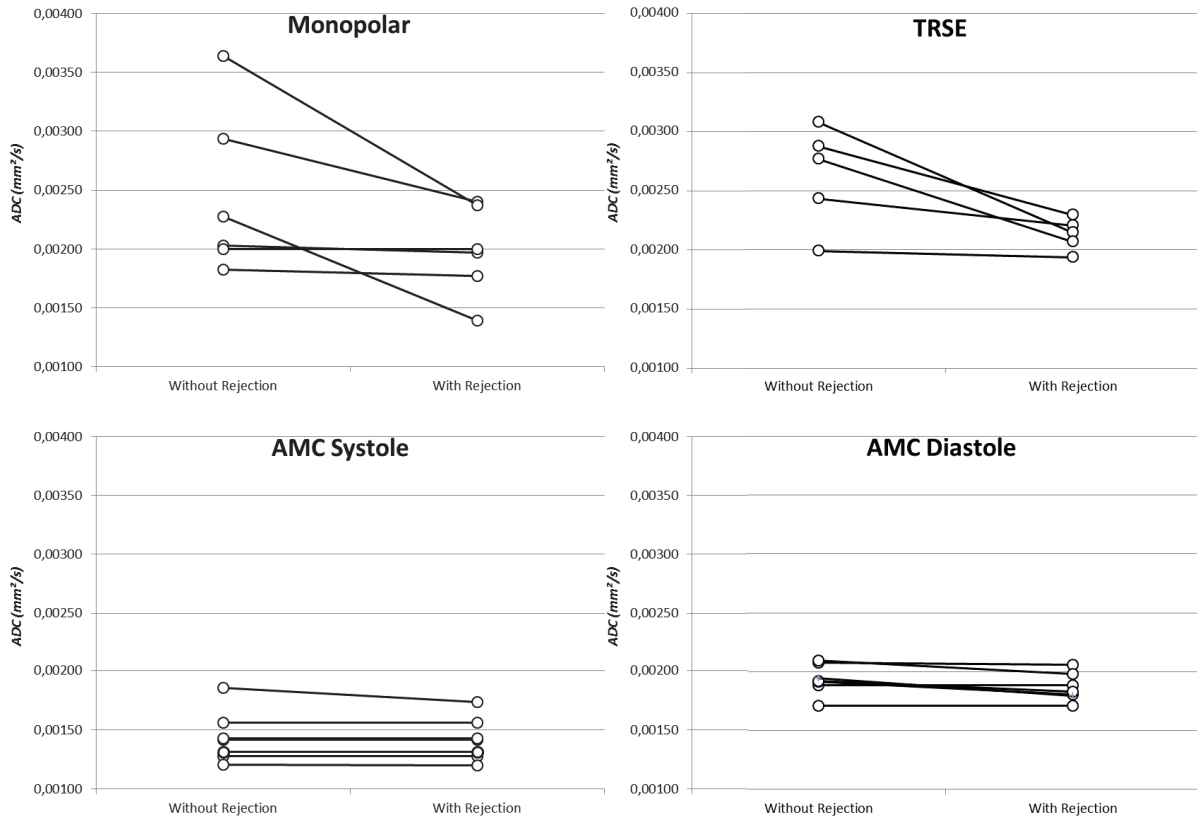 Monopolar
0,00400
0,00350
0,00300
0,00250
0,00200
0,00150
0,00100
ADC (mm²/s)
Without Rejection
With Rejection
TRSE
0,00400
0,00350
0,00300
0,00250
0,00200
0,00150
0,00100
ADC (mm²/s)
Without Rejection
With Rejection
AMC Systole
0,00400
0,00350
0,00300
0,00250
0,00200
0,00150
0,00100
ADC (mm²/s)
Without Rejection
With Rejection
AMC Diastole
0,00400
0,00350
0,00300
0,00250
0,00200
0,00150
0,00100
ADC (mm²/s)
Without Rejection
With Rejection